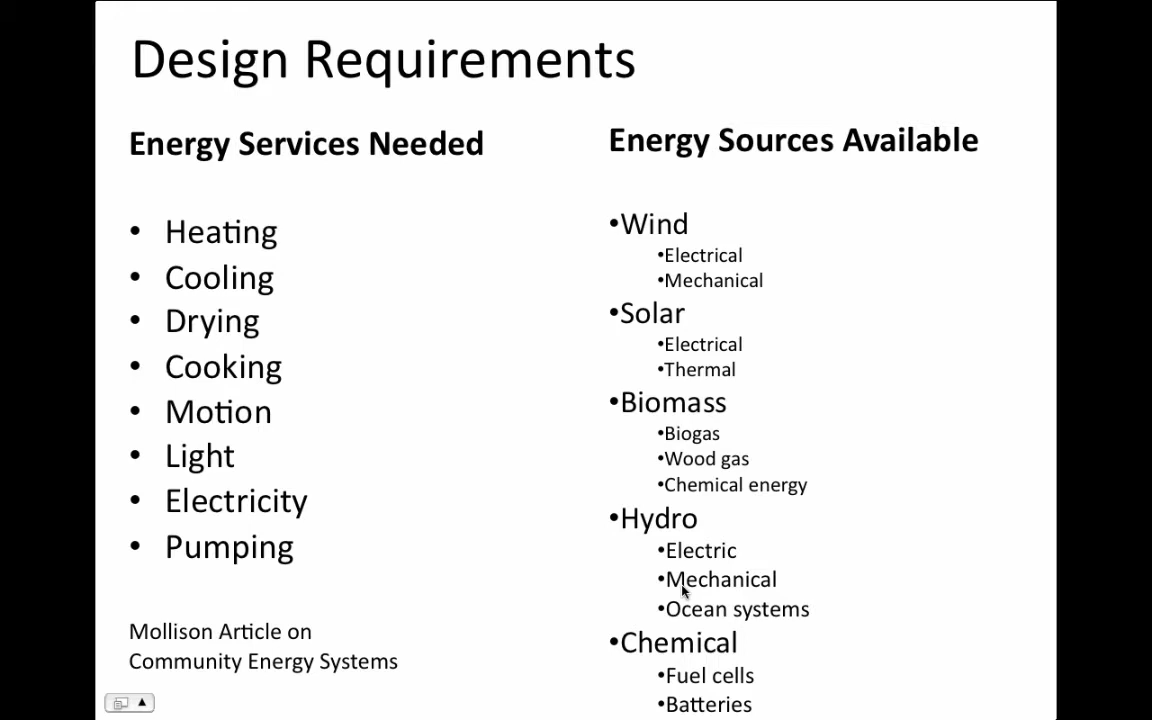 Design Requirements
Energy Services Needed
• Heating
• Cooling
• Drying
• Cooking
• Motion
• Light
• Electricity
• Pumping
Mollison Article on
Community Energy Systems
Energy Sources Available
•Wind
•Electrical
•Mechanical
•Solar
•Electrical
•Thermal
•Biomass
•Biogas
•Wood gas
•Chemical energy
•Hydro
•Electric
•Mechanical
•Ocean systems
•Chemical
•Fuel cells
•Batteries